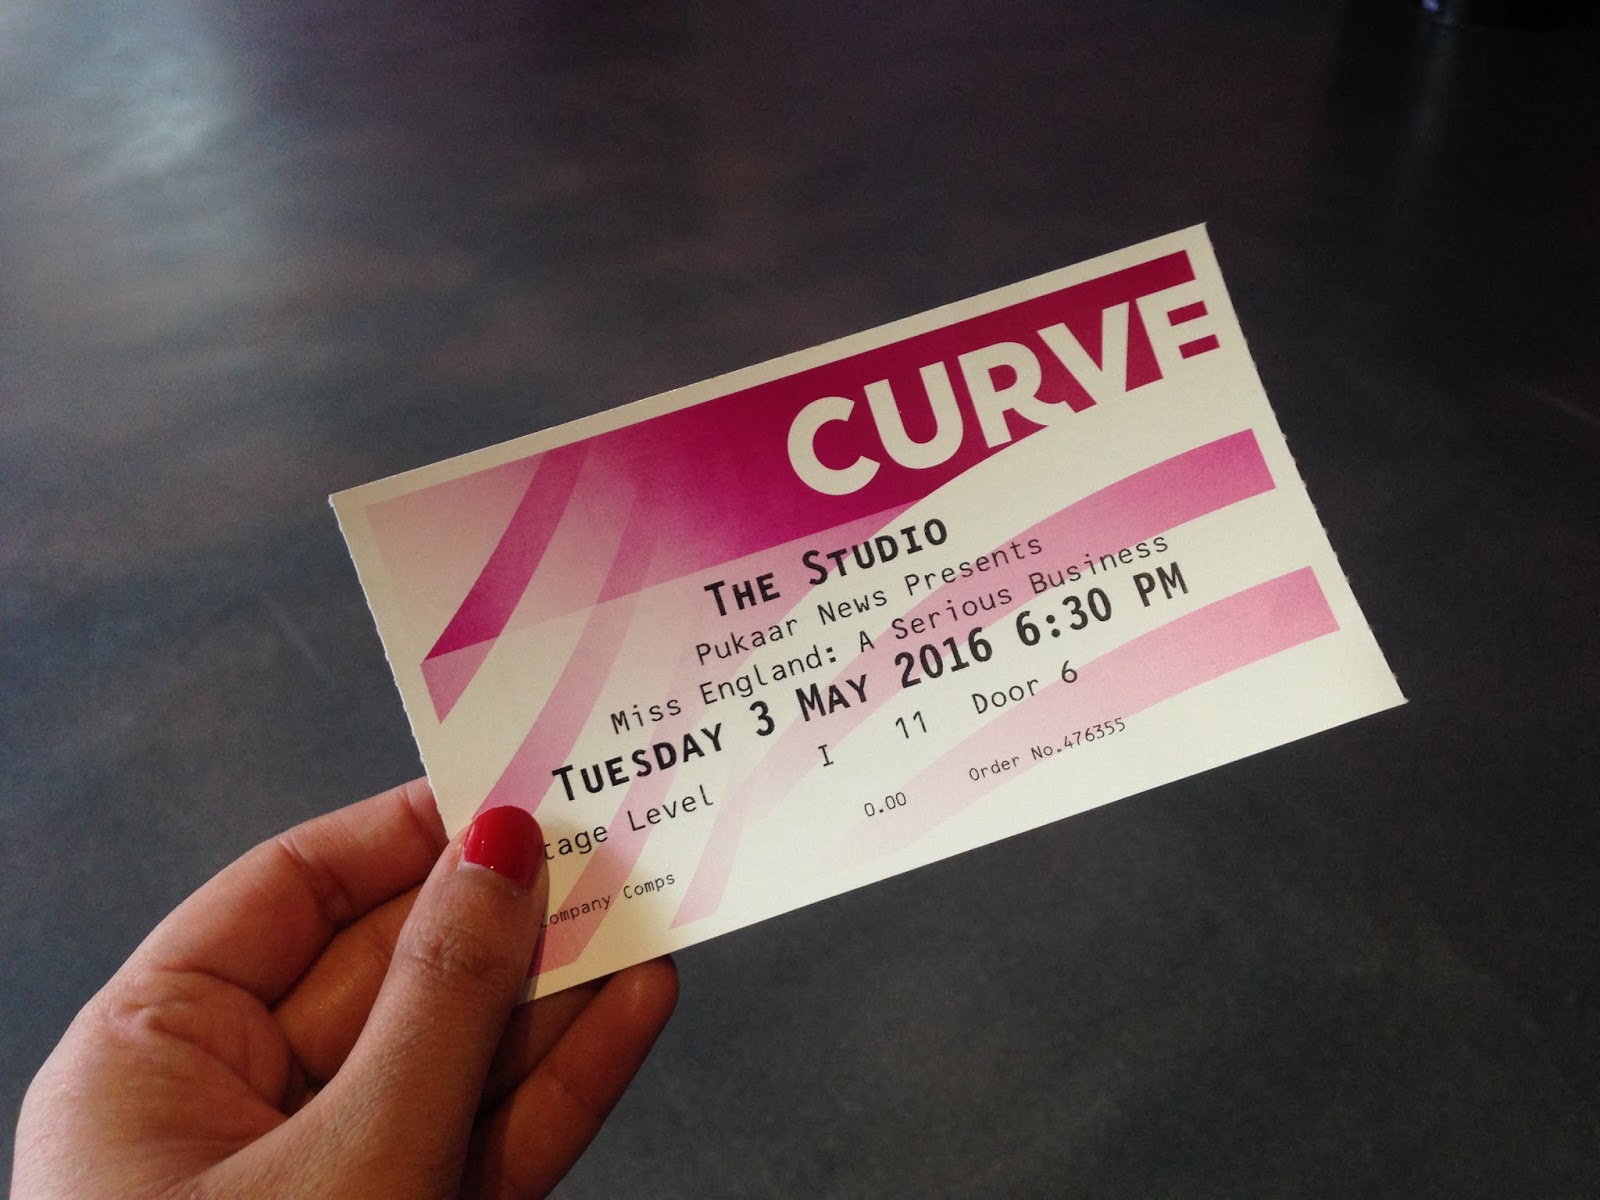 CURVE
THE STUDIO
Pukaar News Presents
Miss England: A Serious Business
TUESDAY 3 MAY 2016 6:30 PM
tage Level I 11 Door 6
ompany Comps 0.00 Order No.476355